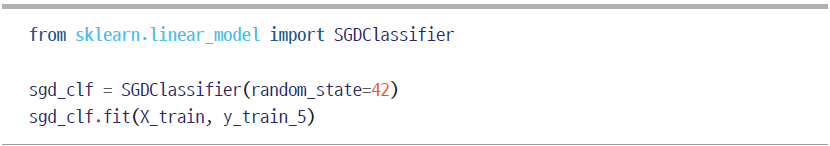 from sklearn.linear_model import SGDClassifier
sgd_clf = SGDClassifier(random_state=42)
sgd_clf.fit(X_train, y_train_5)